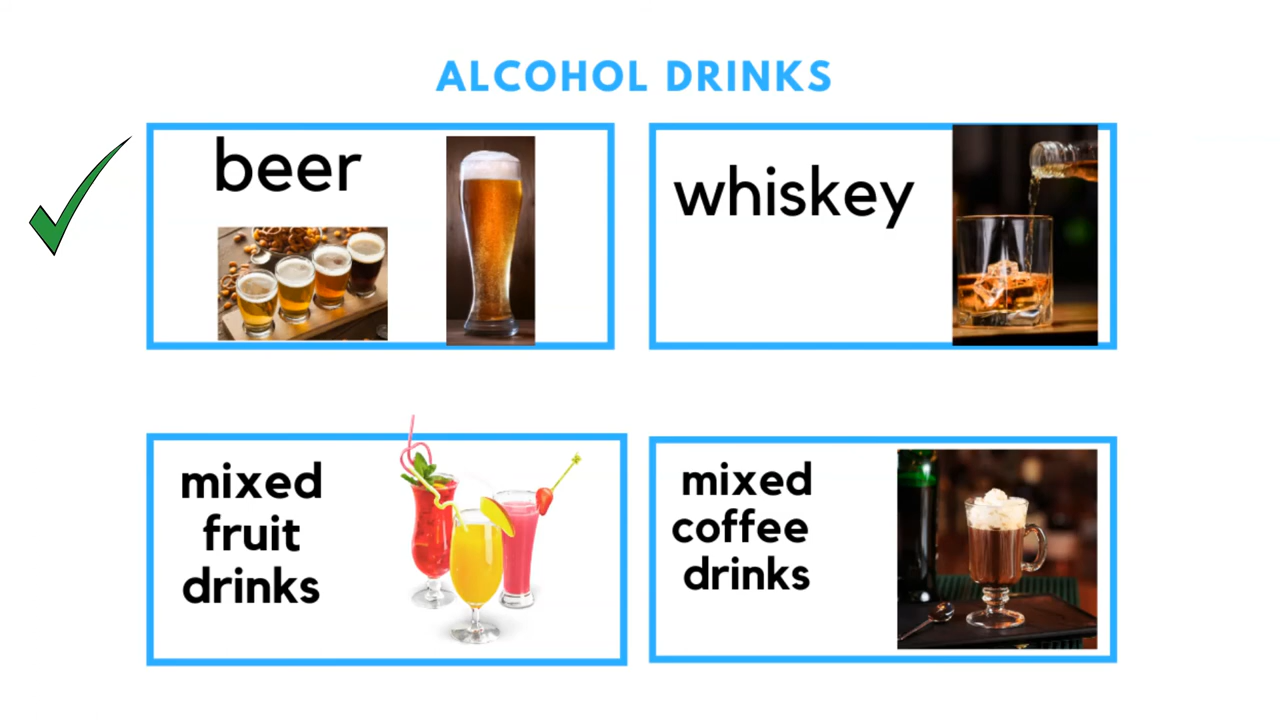 ALCOHOL DRINKS
beer
whiskey
mixed
fruit
drinks
mixed
coffee
drinks